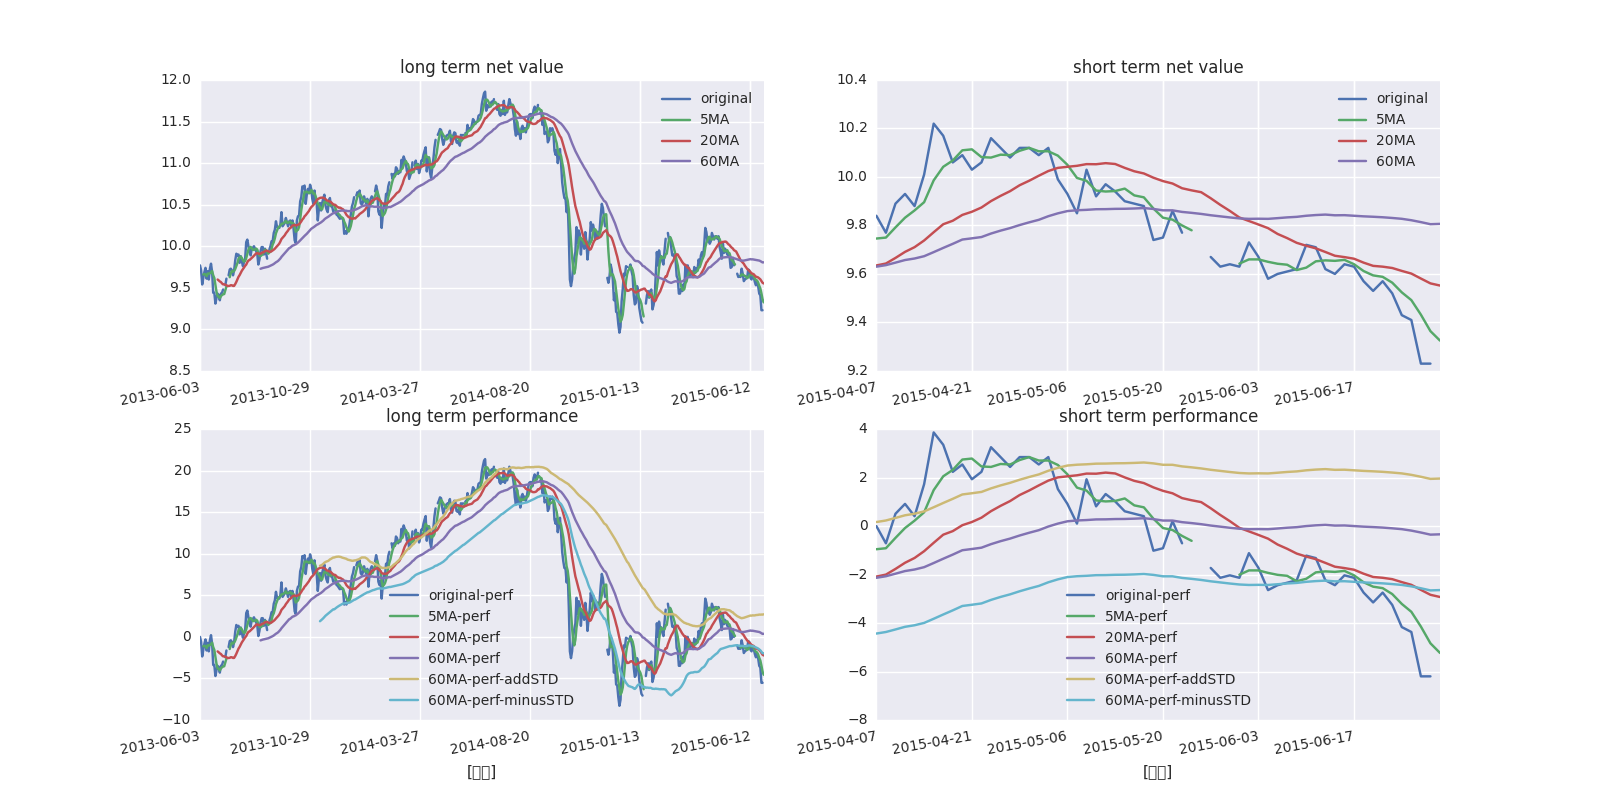 long term net value
12.0
11.5
11.0
10.5
10.0
9.5
9.0
8.5
original
5MA
20MA
60MA
2013-06-03 2013-10-29 2014-03-27 2014-08-20 2015-01-13 2015-06-12
short term net value
10.4
10.2
10.0
9.8
9.6
9.4
9.2
original
5MA
20MA
60MA
2015-04-07 2015-04-21 2015-05-06 2015-05-20 2015-06-03 2015-06-17
long term performance
25
20
15
10
5
0
−5
−10
original-perf
5MA-perf
20MA-perf
60MA-perf
60MA-perf-addSTD
60MA-perf-minusSTD
2013-06-03 2013-10-29 2014-03-27 2014-08-20 2015-01-13 2015-06-12
[▯▯]
short term performance
4
2
0
−2
−4
−6
−8
original-perf
5MA-perf
20MA-perf
60MA-perf
60MA-perf-addSTD
60MA-perf-minusSTD
2015-04-07 2015-04-21 2015-05-06 2015-05-20 2015-06-03 2015-06-17
[▯▯]